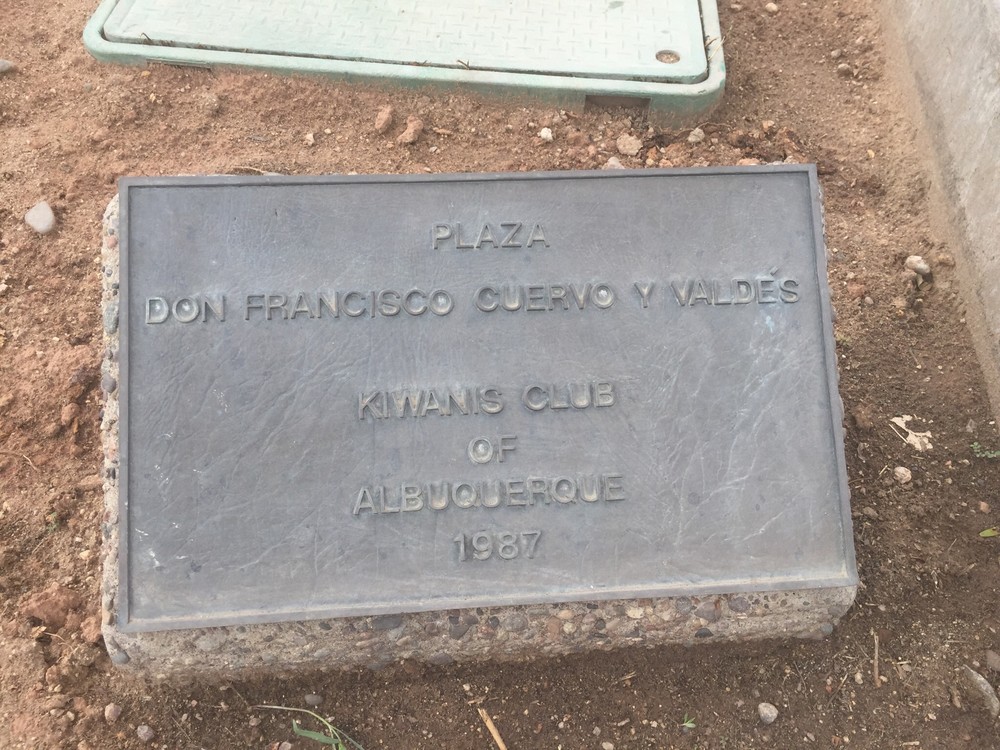 PLAZA
DON FRANCISCO CUERVO Y VALDÉS
KIWANIS CLUB
OF
ALBUQUERQUE
1987